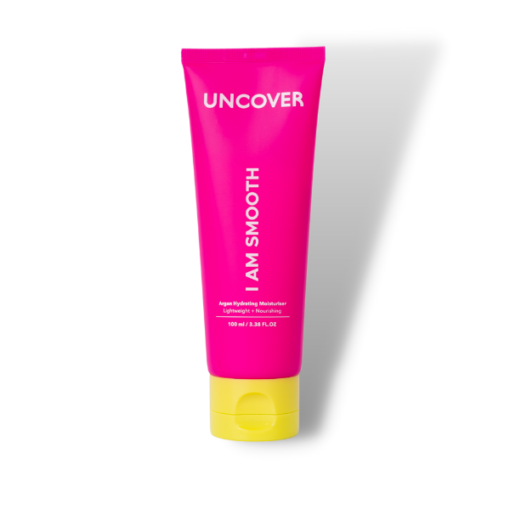 UNCOVER
I AM SMOOTH
Argan Hydrating Moisturiser
Lightweight + Nourishing
100 ml / 3.38 FL.OZ